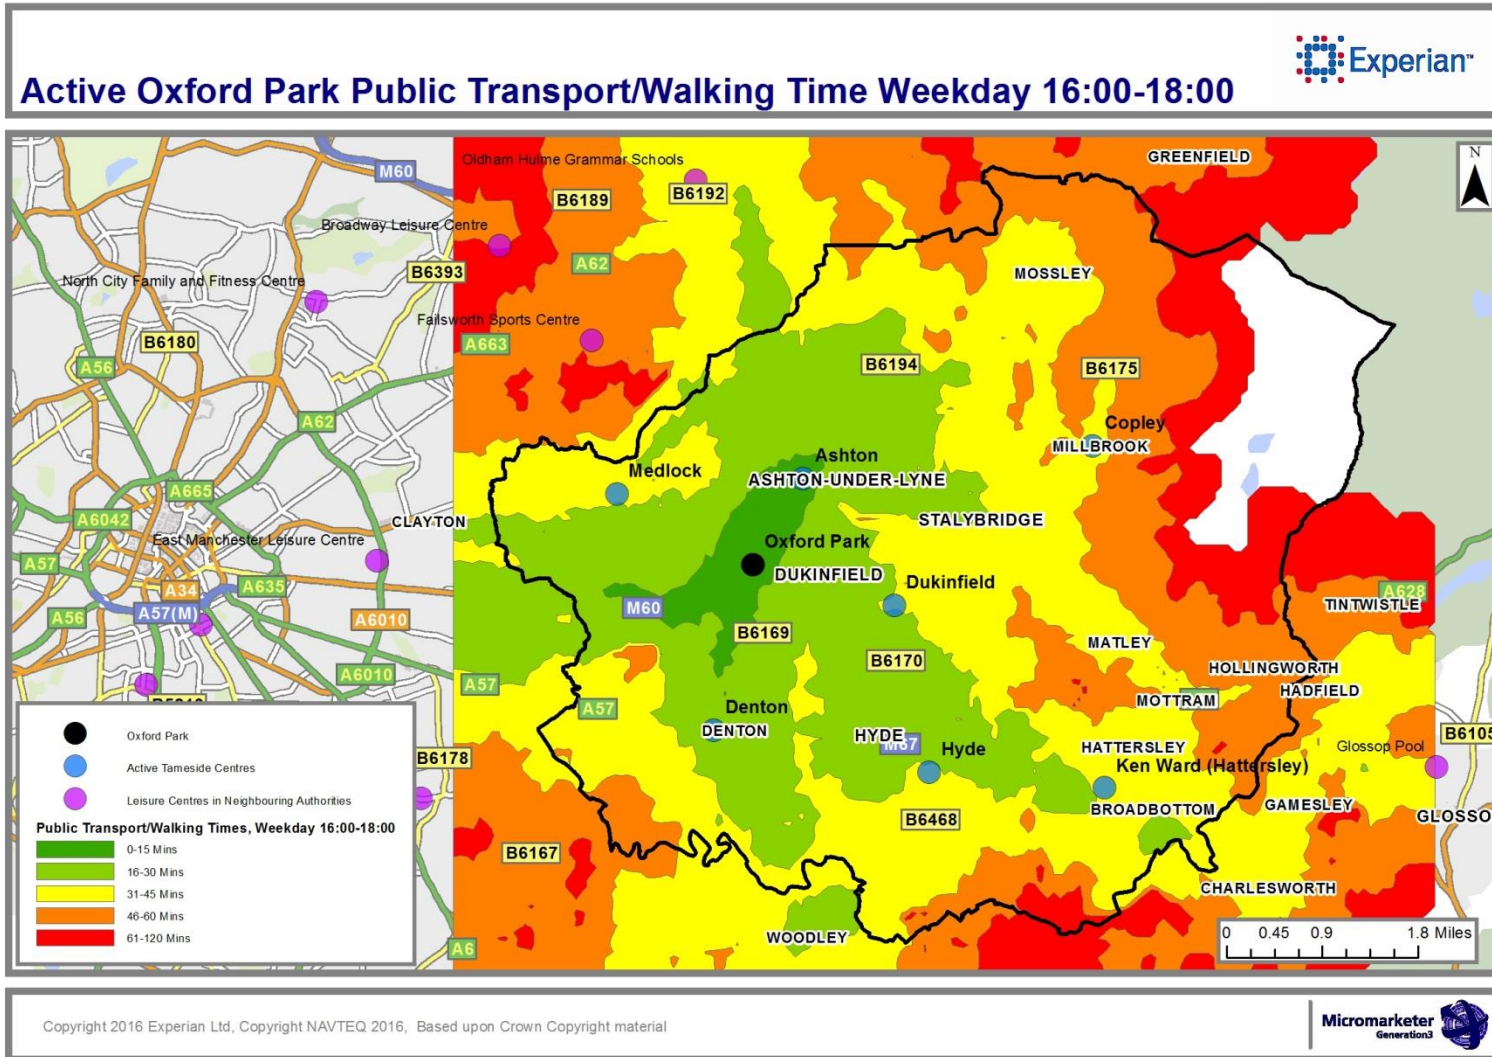 Active Oxford Park Public Transport/Walking Time Weekday 16:00-18:00
Experian™
GREENFIELD
N
Oldham Hulme Grammar Schools
M60
B6189
B6192
Broadway Leisure Centre
A62
B6393
MOSSLEY
North City Family and Fitness Centre
Failsworth Sports Centre
B6180
A663
A56
B6194
B6175
A62
Copley
MILLBROOK
Ashton
Medlock
ASHTON-UNDER-LYNE
A665
A6042
CLAYTON
STALYBRIDGE
East Manchester Leisure Centre
Oxford Park
A57
DUKINFIELD
Dukinfield
A34
A635
A628
TINTWISTLE
A57(M)
M60
A56
A6010
B6169
MATLEY
B6170
HOLLINGWORTH
A6010
A57
HADFIELD
MOTTRAM
A57
Denton
DENTON
HYDE
M67
Hyde
HATTERSLEY
Glossop Pool
B6105
B6178
Ken Ward (Hattersley)
BROADBOTTOM
GAMESLEY
GLOSSO
B6468
B6167
CHARLESWORTH
WOODLEY
A6
Oxford Park
Active Tameside Centres
Leisure Centres in Neighbouring Authorities
Public Transport/Walking Times, Weekday 16:00-18:00
0-15 Mins
16-30 Mins
31-45 Mins
46-60 Mins
61-120 Mins
0 0.45 0.9 1.8 Miles
Copyright 2016 Experian Ltd, Copyright NAVTEQ 2016, Based upon Crown Copyright material
Micromarketer
Generation3